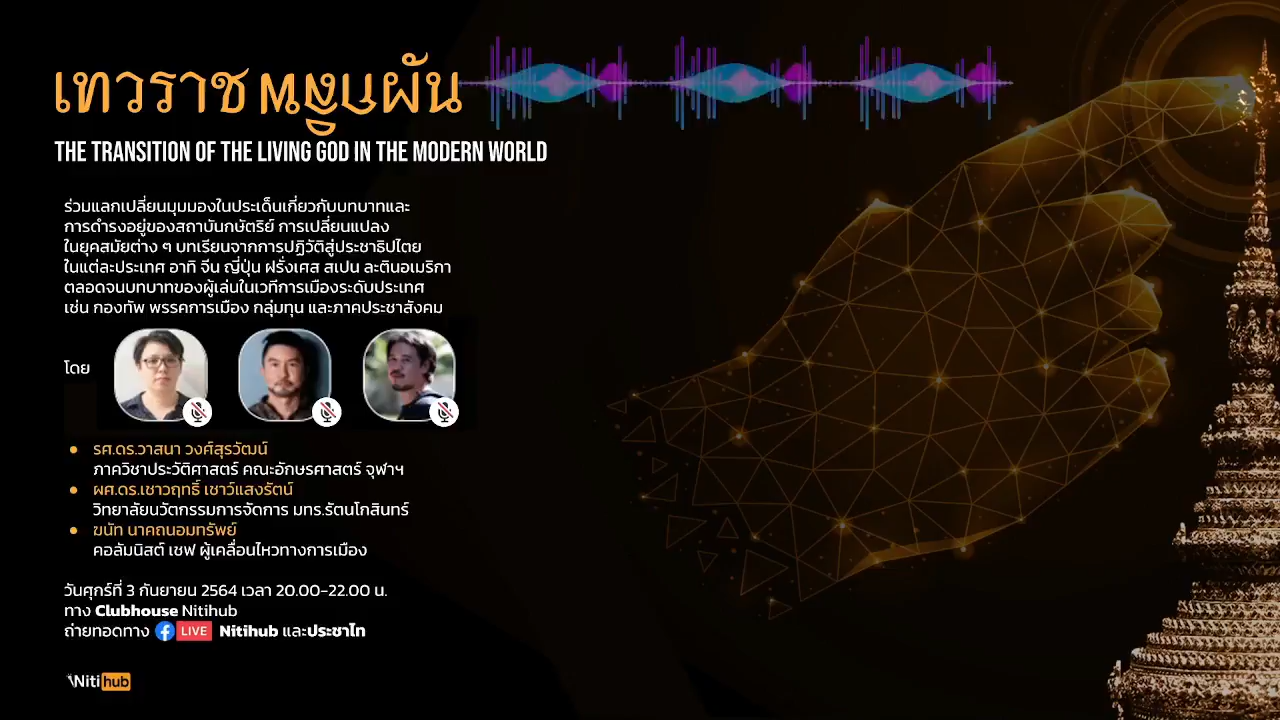 เทวราช หมุนผัน
THE TRANSITION OF THE LIVING GOD IN THE MODERN WORLD
ร่วมแลกเปลี่ยนมุมมองในประเด็นเกี่ยวกับบทบาทและ
การดำรงอยู่ของสถาบันกษัตริย์ การเปลี่ยนแปลง
ในยุคสมัยต่าง ๆ บทเรียนจากการปฏิวัติสู่ประชาธิปไตย
ในแต่ละประเทศ อาทิ จีน ญี่ปุ่น ฝรั่งเศส สเปน ละตินอเมริกา
ตลอดจนบทบาทของผู้เล่นในเวทีการเมืองระดับประเทศ
เช่น กองทัพ พรรคการเมือง กลุ่มทุน และภาคประชาสังคม
โดย
รศ.ดร.วาสนา วงศ์สุรวัฒน์
ภาควิชาประวัติศาสตร์ คณะอักษรศาสตร์ จุฬาฯ
ผศ.ดร.เชาวฤทธิ์ เชาว์แสงรัตน์
วิทยาลัยนวัตกรรมการจัดการ มทร.รัตนโกสินทร์
ฆนัท นาคถนอมทรัพย์
คอลัมนิสต์ เชฟ ผู้เคลื่อนไหวทางการเมือง
วันศุกร์ที่ 3 กันยายน 2564 เวลา 20.00-22.00 น.
ทาง Clubhouse Nitihub
ถ่ายทอดทาง LIVE Nitihub และประชาไท
Nitihub